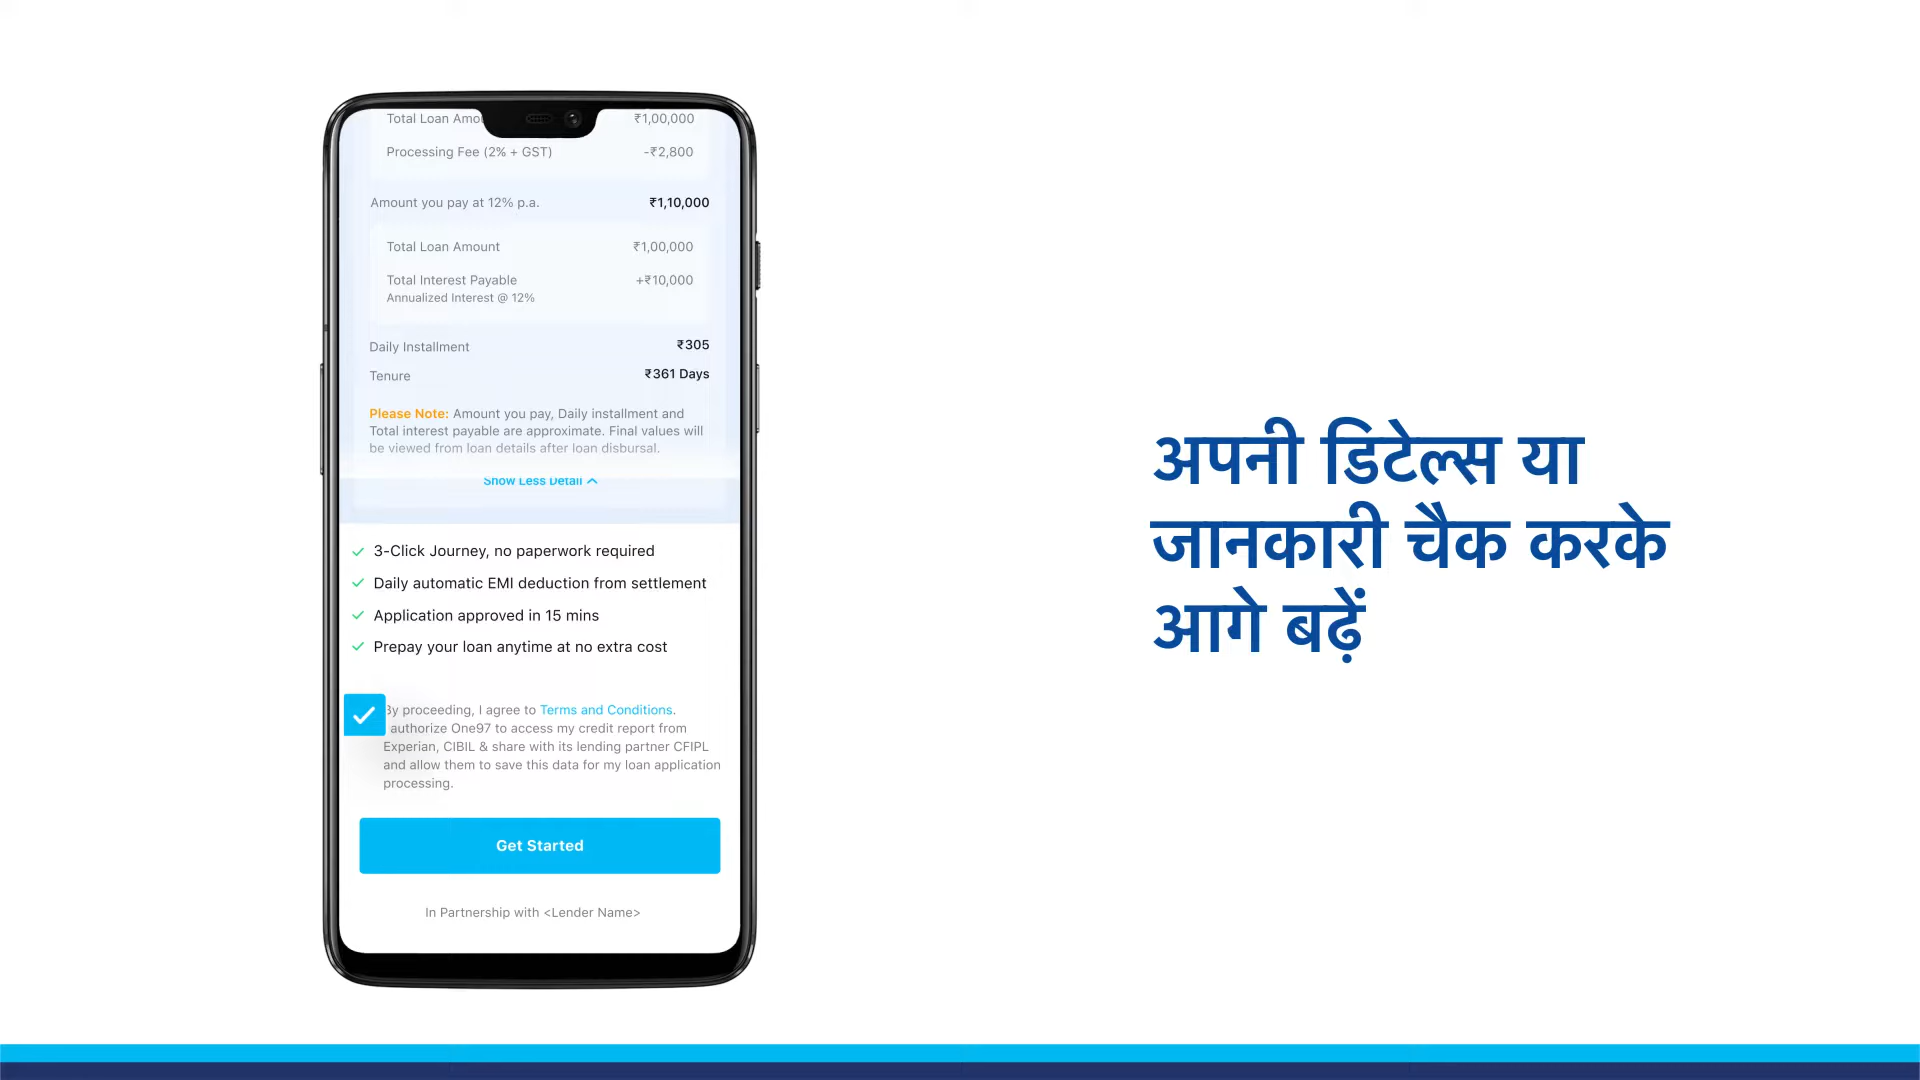 Total Loan Amou ₹1,00,000
Processing Fee (2% + GST) -₹2,800
Amount you pay at 12% p.a. ₹1,10,000
Total Loan Amount ₹1,00,000
Total Interest Payable +₹10,000
Annualized Interest @ 12%
Daily Installment ₹305
Tenure ₹361 Days
Please Note: Amount you pay, Daily installment and
Total interest payable are approximate. Final values will
be viewed from loan details after loan disbursal.
Show Less Detail
3-Click Journey, no paperwork required
Daily automatic EMI deduction from settlement
Application approved in 15 mins
Prepay your loan anytime at no extra cost
By proceeding, I agree to Terms and Conditions.
authorize One97 to access my credit report from
Experian, CIBIL & share with its lending partner CFIPL
and allow them to save this data for my loan application
processing.
Get Started
In Partnership with <Lender Name>
अपनी डिटेल्स या
जानकारी चैक करके
आगे बढ़ें